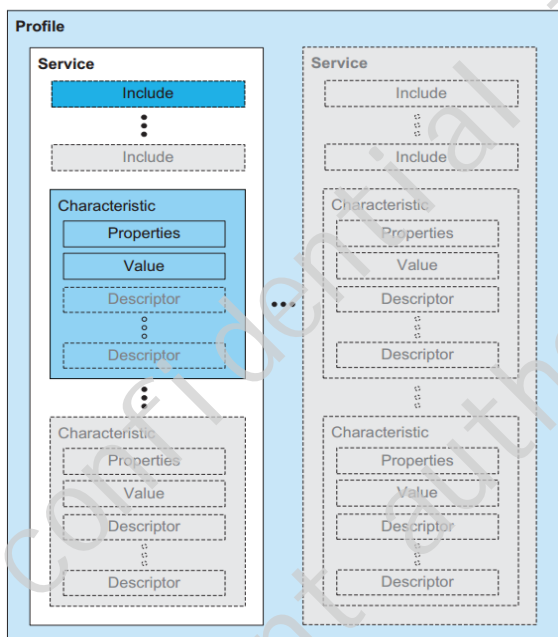 Profile
Service
Include
Include
Characteristic
Properties
Value
Descriptor
Descriptor
Characteristic
Properties
Value
Descriptor
Descriptor
Service
Include
Include
Characteristic
Properties
Value
Descriptor
Descriptor
Characteristic
Properties
Value
Descriptor
Descriptor
confidential